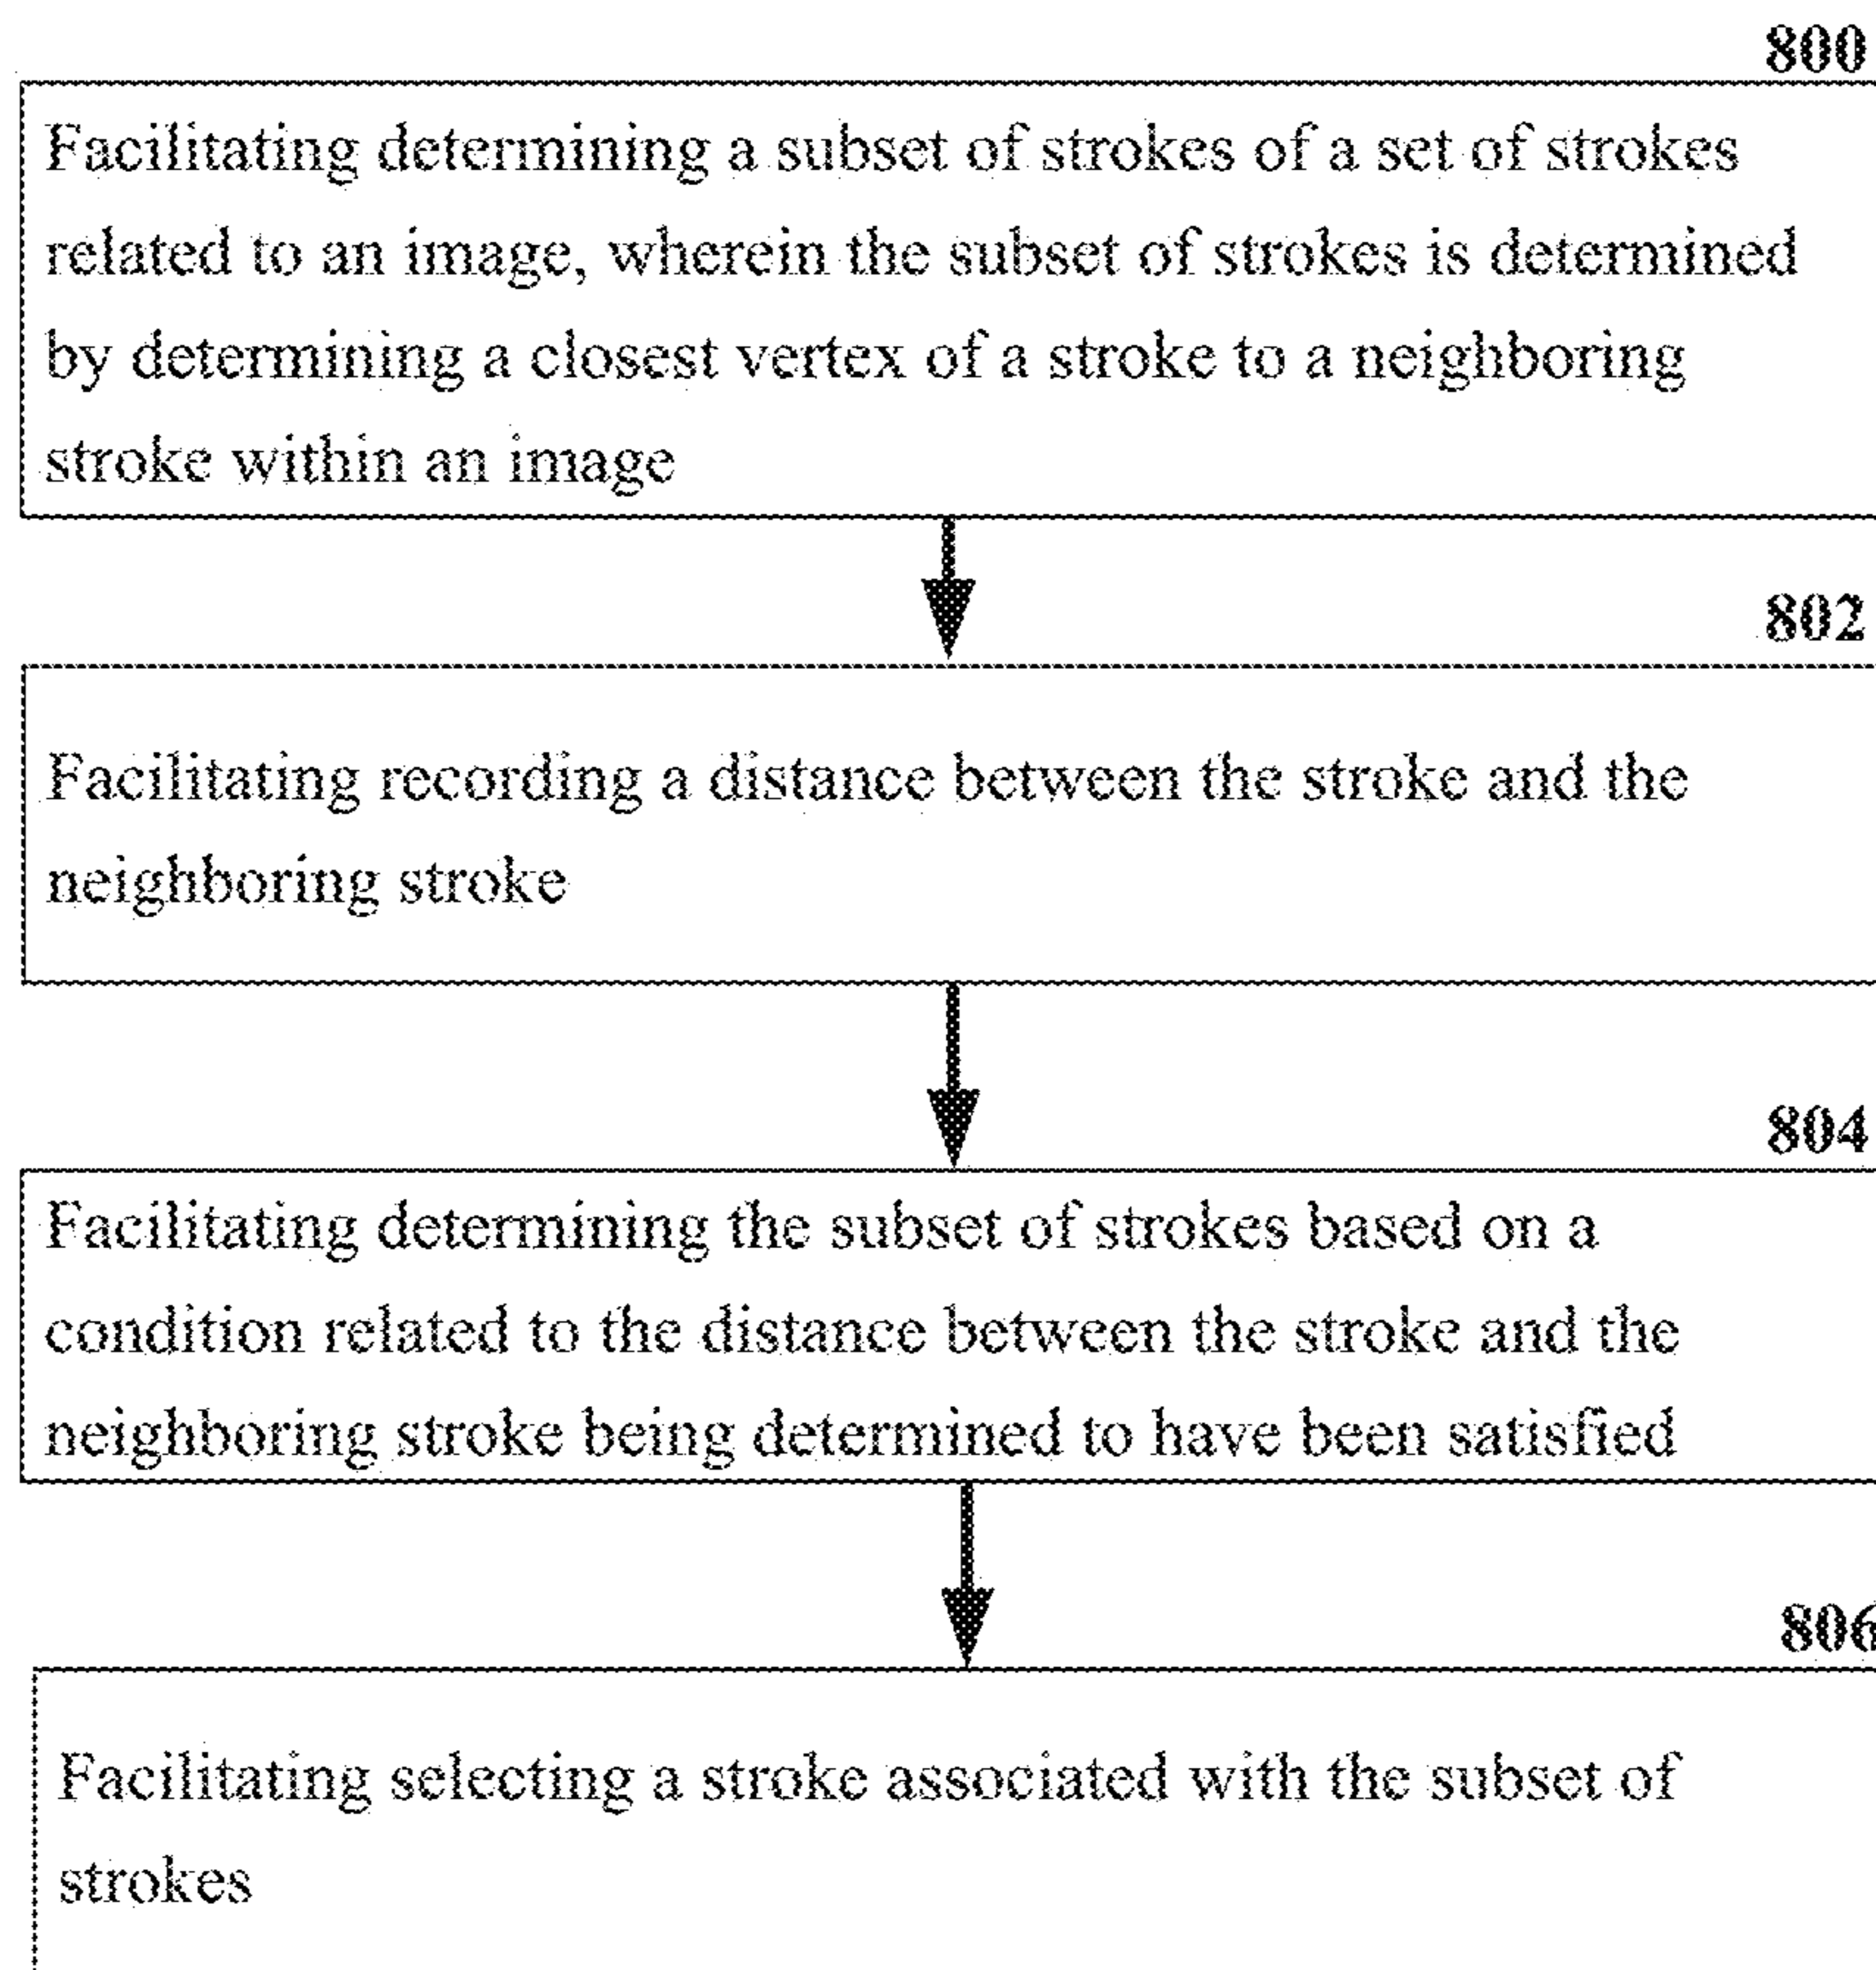 800
Facilitating determining a subset of strokes of a set of strokes
related to an image, wherein the subset of strokes is determined
by determining a closest vertex of a stroke to a neighboring
stroke within an image
802
Facilitating recording a distance between the stroke and the
neighboring stroke
804
Facilitating determining the subset of strokes based on a
condition related to the distance between the stroke and the
neighboring stroke being determined to have been satisfied
806
Facilitating selecting a stroke associated with the subset of
strokes